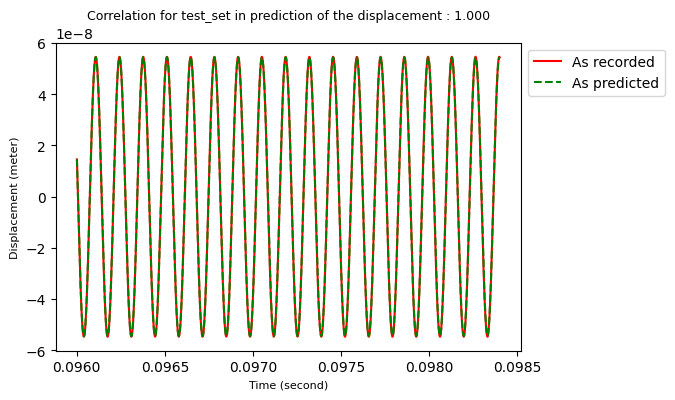 Correlation for test_set in prediction of the displacement : 1.000
1e−8
6
4
2
0
−2
−4
−6
Displacement (meter)
0.0960 0.0965 0.0970 0.0975 0.0980 0.0985
Time (second)
As recorded
As predicted